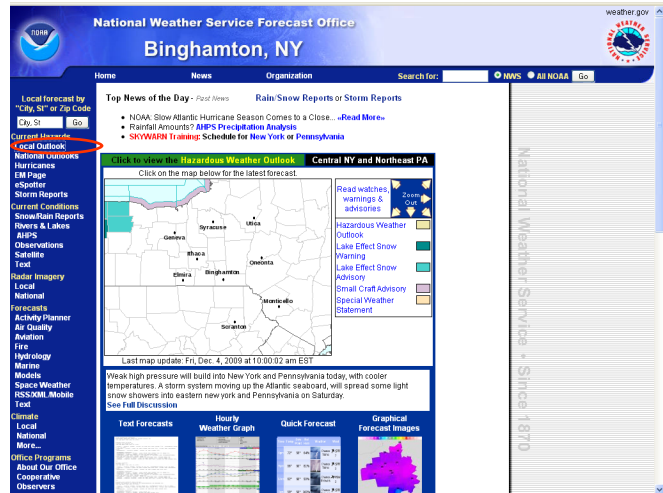 weather.gov
NOAA
National Weather Service Forecast Office
Binghamton, NY
Home News Organization Search for: NWS All NOAA Go
Local forecast by
"City, St" or Zip Code
City, St Go
Current Hazards
Local Outlook
National Outlooks
Hurricanes
EM Page
eSpotter
Storm Reports
Current Conditions
Snow/Rain Reports
Rivers & Lakes
AHPS
Observations
Satellite
Text
Radar Imagery
Local
National
Forecasts
Activity Planner
Air Quality
Aviation
Fire
Hydrology
Marine
Models
Space Weather
RSS/XML/Mobile
Text
Climate
Local
National
More...
Office Programs
About Our Office
Cooperative
Observers
Top News of the Day - Past News Rain/Snow Reports or Storm Reports
• NOAA: Slow Atlantic Hurricane Season Comes to a Close... «Read More»
• Rainfall Amounts? AHPS Precipitation Analysis
• SKYWARN Training: Schedule for New York or Pennsylvania
Click to view the Hazardous Weather Outlook Central NY and Northeast PA
Click on the map below for the latest forecast.
Geneva
Syracuse
Utica
Ithaca
Oneonta
Elmira
Binghamton
Monticello
Scranton
Read watches,
warnings &
advisories
Zoom
Out
Hazardous Weather
Outlook
Lake Effect Snow
Warning
Lake Effect Snow
Advisory
Small Craft Advisory
Special Weather
Statement
Last map update: Fri, Dec. 4, 2009 at 10:00:02 am EST
Weak high pressure will build into New York and Pennsylvania today, with cooler
temperatures. A storm system moving up the Atlantic seaboard, will spread some light
snow showers into eastern new york and Pennsylvania on Saturday.
See Full Discussion
Text Forecasts
Hourly
Weather Graph
Quick Forecast
Graphical
Forecast Images
National Weather Service * Since 1870